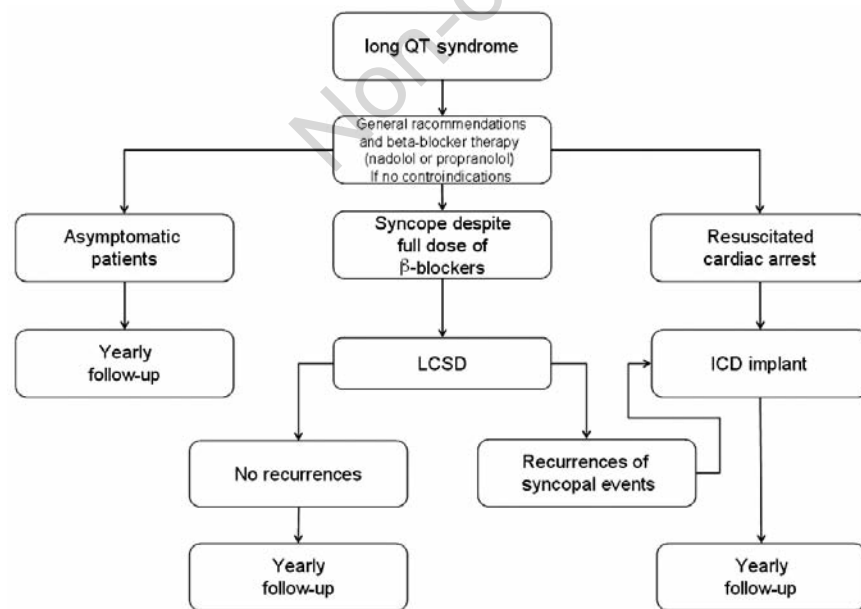 Non-
long QT syndrome
General racommendations
and beta-blocker therapy
(nadolol or propranolol)
If no controindications
Asymptomatic
patients
Syncope despite
full dose of
β-blockers
Resuscitated
cardiac arrest
Yearly
follow-up
LCSD
ICD implant
No recurrences
Recurrences of
syncopal events
Yearly
follow-up
Yearly
follow-up